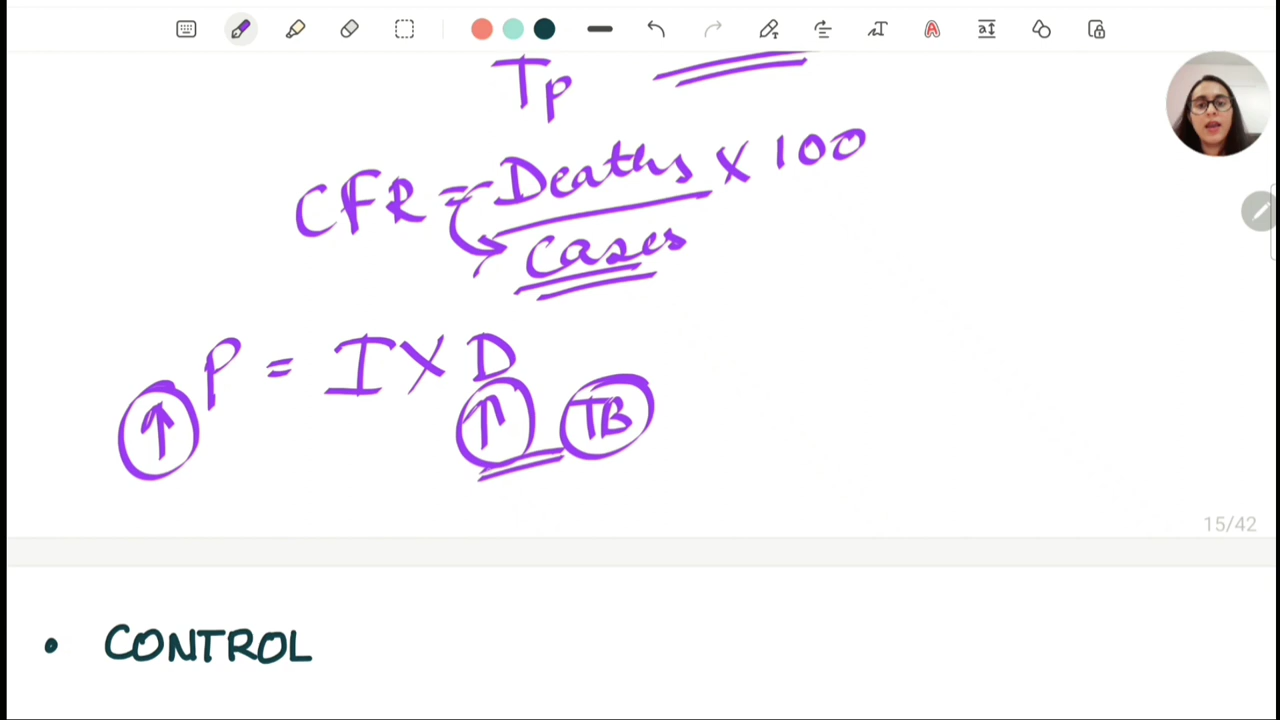 Tp
CFR = Deaths X 100
Cases
↑ P = I X D
↑ TB
15/42
• CONTROL